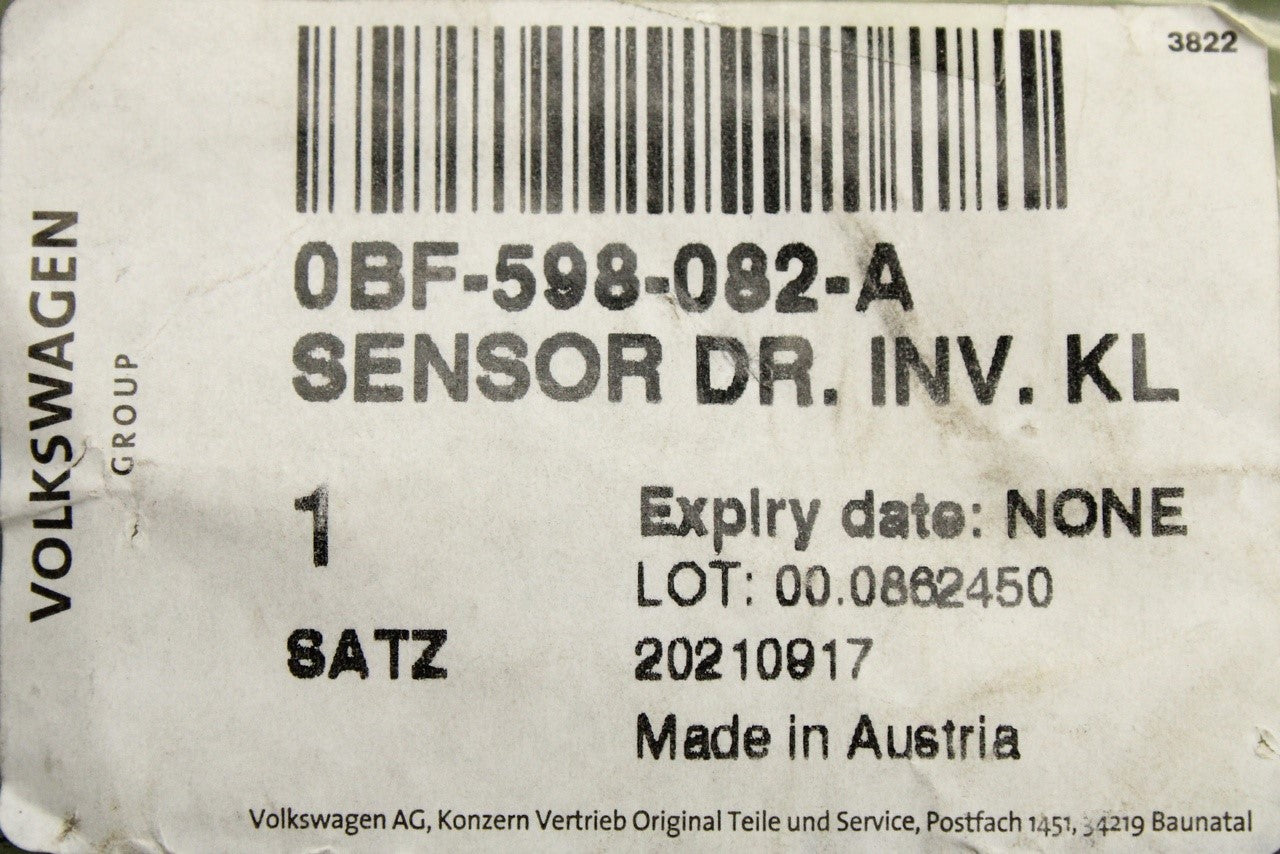 3822
VOLKSWAGEN
GROUP
0BF-598-082-A
SENSOR DR. INV. KL
1
Expiry date: NONE
LOT: 00.0862450
SATZ
20210917
Made in Austria
Volkswagen AG, Konzern Vertrieb Original Teile und Service, Postfach 1451, 34219 Baunatal